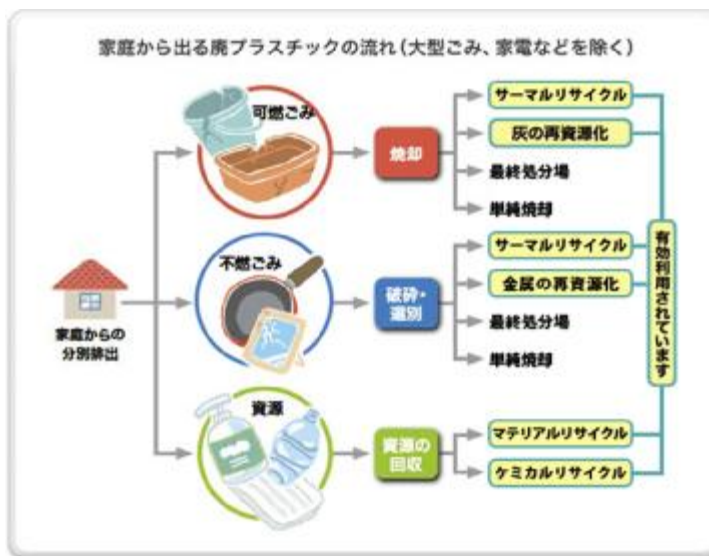 家庭から出る廃プラスチックの流れ(大型ごみ、家電などを除く)
可燃ごみ
焼却
サーマルリサイクル
灰の再資源化
最終処分場
単純焼却
不燃ごみ
破砕・
選別
サーマルリサイクル
金属の再資源化
最終処分場
単純焼却
家庭からの
分別排出
資源
資源の
回収
マテリアルリサイクル
ケミカルリサイクル
有効利用されています